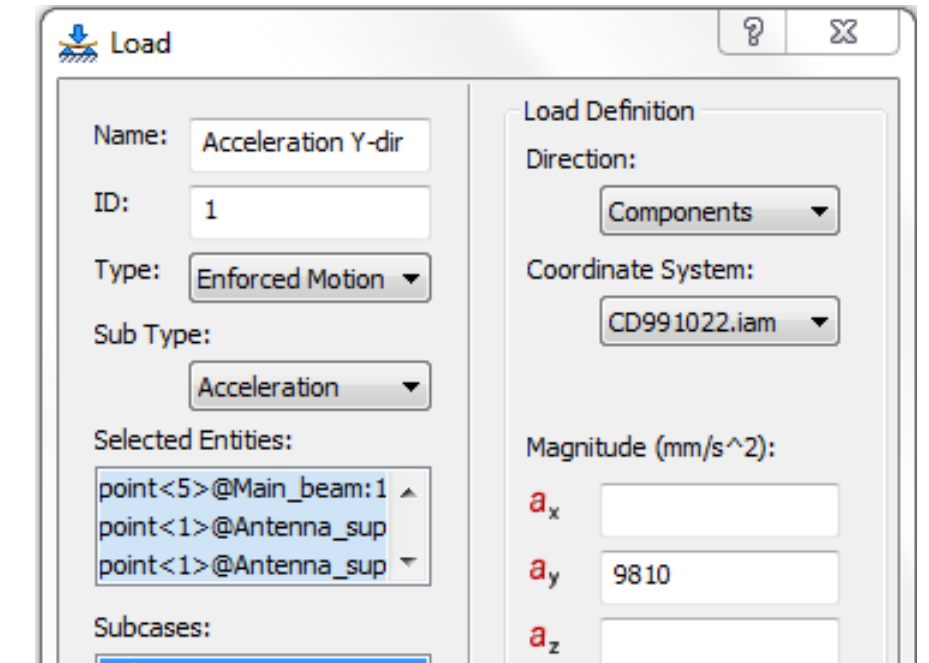 Load
Name: Acceleration Y-dir
ID: 1
Type: Enforced Motion
Sub Type:
Acceleration
Selected Entities:
point<5>@Main_beam:1
point<1>@Antenna_sup
point<1>@Antenna_sup
Subcases:
Load Definition
Direction:
Components
Coordinate System:
CD991022.iam
Magnitude (mm/s^2):
ax
ay 9810
az